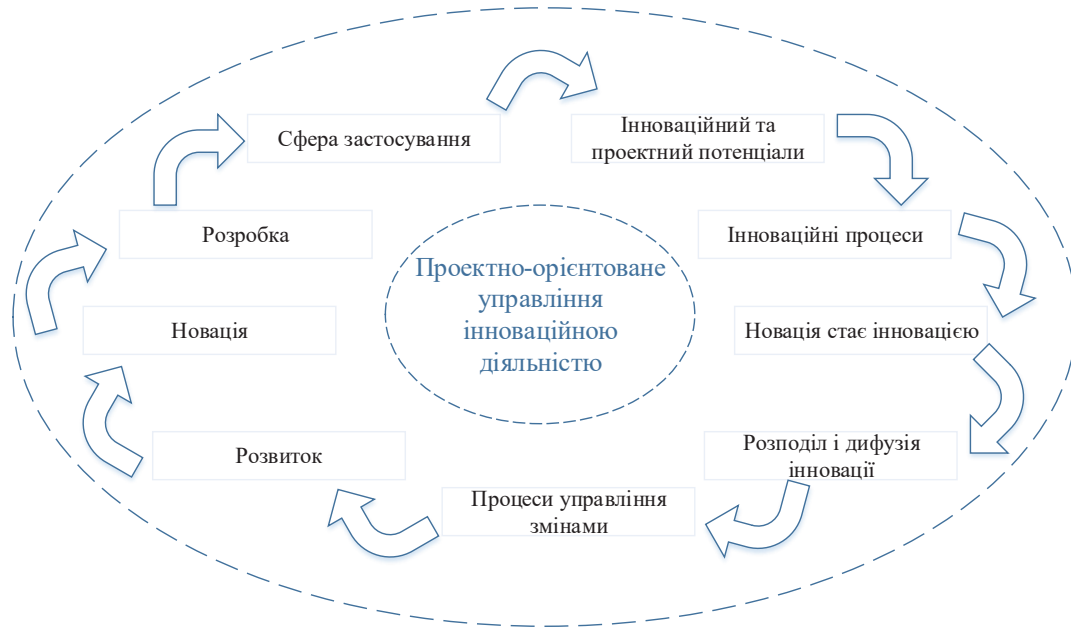 Сфера застосування
Інноваційний та
проектний потенціали
Розробка
Інноваційні процеси
Проектно-орієнтоване
управління
інноваційною
діяльністю
Новація
Новація стає інновацією
Розвиток
Розподіл і дифузія
інновації
Процеси управління
змінами